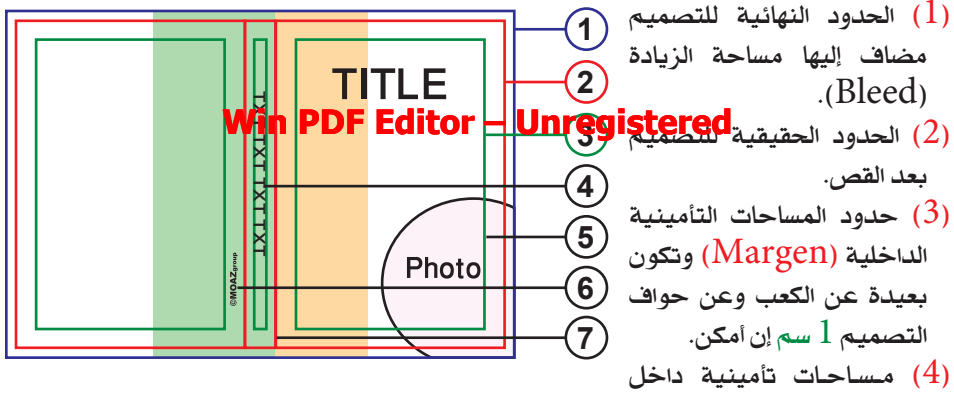 TITLE
TXTTXTTXTTXT
Win PDF Editor – Unregistered
Photo
©MOAZgroup
1
2
3
4
5
6
7
(1) الحدود النهائية للتصميم
مضاف إليها مساحة الزيادة
(Bleed).
(2) الحدود الحقيقية للتصميم
بعد القص.
(3) حدود المساحات التأمينية
الداخلية (Margen) وتكون
بعيدة عن الكعب وعن حواف
التصميم 1 سم إن أمكن.
(4) مساحات تأمينية داخل